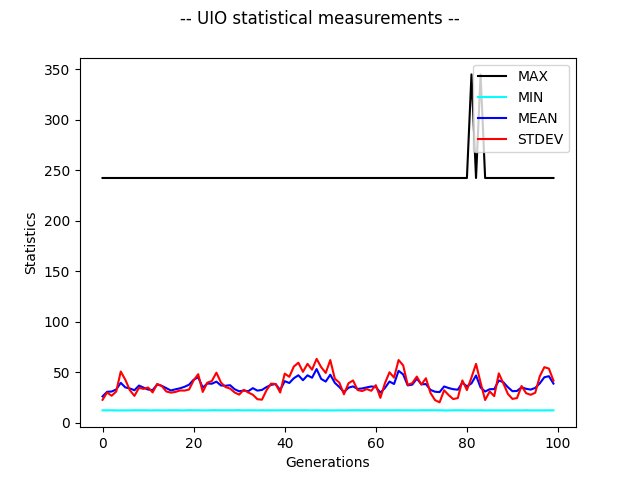 -- UIO statistical measurements --
350
300
250
200
150
100
50
0
Statistics
MAX
MIN
MEAN
STDEV
0 20 40 60 80 100
Generations